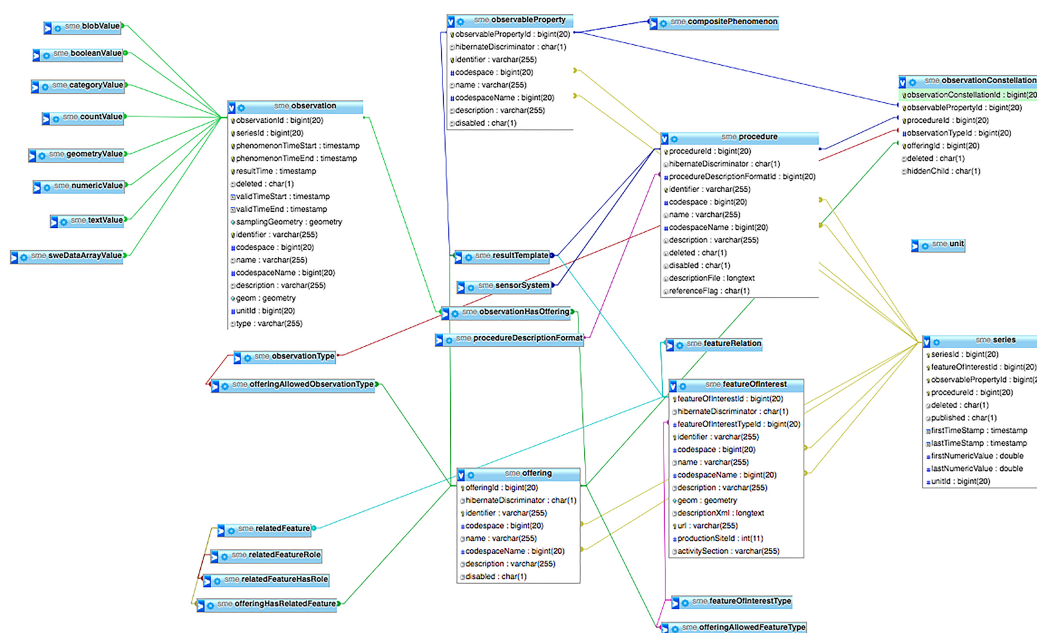 sme blobValue
sme booleanValue
sme categoryValue
sme countValue
sme geometryValue
sme numericValue
sme textValue
sme sweDataArrayValue
sme observation
observationId : bigint(20)
seriesId : bigint(20)
phenomenonTimeStart : timestamp
phenomenonTimeEnd : timestamp
resultTime : timestamp
deleted : char(1)
validTimeStart : timestamp
validTimeEnd : timestamp
samplingGeometry : geometry
identifier : varchar(255)
codespace : bigint(20)
name : varchar(255)
codespaceName : bigint(20)
description : varchar(255)
geom : geometry
unitId : bigint(20)
type : varchar(255)
sme observationType
sme offeringAllowedObservationType
sme relatedFeature
sme relatedFeatureRole
sme relatedFeatureHasRole
sme offeringHasRelatedFeature
sme observableProperty
observablePropertyId : bigint(20)
hibernateDiscriminator : char(1)
identifier : varchar(255)
codespace : bigint(20)
name : varchar(255)
codespaceName : bigint(20)
description : varchar(255)
disabled : char(1)
sme resultTemplate
sme sensorSystem
sme observationHasOffering
sme procedureDescriptionFormat
sme offering
offeringId : bigint(20)
hibernateDiscriminator : char(1)
identifier : varchar(255)
codespace : bigint(20)
name : varchar(255)
codespaceName : bigint(20)
description : varchar(255)
disabled : char(1)
sme compositePhenomenon
sme procedure
procedureId : bigint(20)
hibernateDiscriminator : char(1)
procedureDescriptionFormatId : bigint(20)
identifier : varchar(255)
codespace : bigint(20)
name : varchar(255)
codespaceName : bigint(20)
description : varchar(255)
deleted : char(1)
disabled : char(1)
descriptionFile : longtext
referenceFlag : char(1)
sme featureRelation
sme featureOfInterest
featureOfInterestId : bigint(20)
hibernateDiscriminator : char(1)
featureOfInterestTypeId : bigint(20)
identifier : varchar(255)
codespace : bigint(20)
name : varchar(255)
codespaceName : bigint(20)
description : varchar(255)
geom : geometry
descriptionXml : longtext
url : varchar(255)
productionSiteId : int(11)
activitySection : varchar(255)
sme featureOfInterestType
sme offeringAllowedFeatureType
sme observationConstellation
observationConstellationId : bigint(20
observablePropertyId : bigint(20)
procedureId : bigint(20)
observationTypeId : bigint(20)
offeringId : bigint(20)
deleted : char(1)
hiddenChild : char(1)
sme unit
sme series
seriesId : bigint(20)
featureOfInterestId : bigint(20)
observablePropertyId : bigint(2
procedureId : bigint(20)
deleted : char(1)
published : char(1)
firstTimeStamp : timestamp
lastTimeStamp : timestamp
firstNumericValue : double
lastNumericValue : double
unitId : bigint(20)